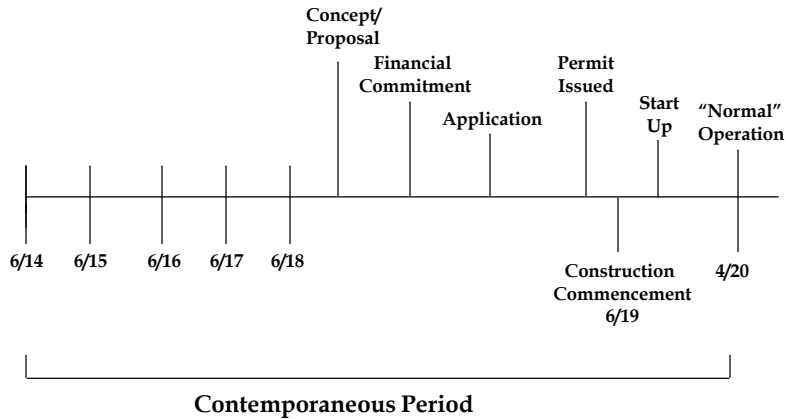 Concept/
Proposal
Financial
Commitment
Application
Permit
Issued
Start
Up
“Normal”
Operation
6/14
6/15
6/16
6/17
6/18
Construction
Commencement
6/19
4/20
Contemporaneous Period